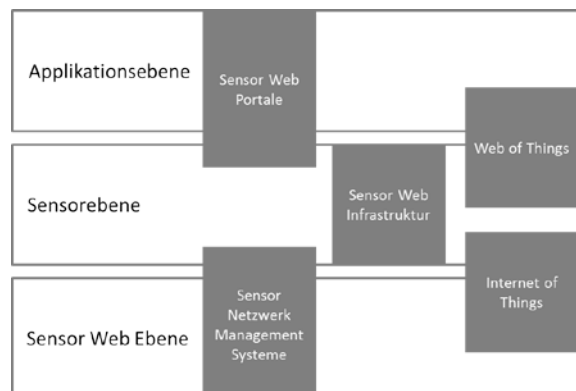 Applikationsebene
Sensor Web
Portale
Web of Things
Sensorebene
Sensor Web
Infrastruktur
Sensor Web Ebene
Sensor
Netzwerk
Management
Systeme
Internet of
Things